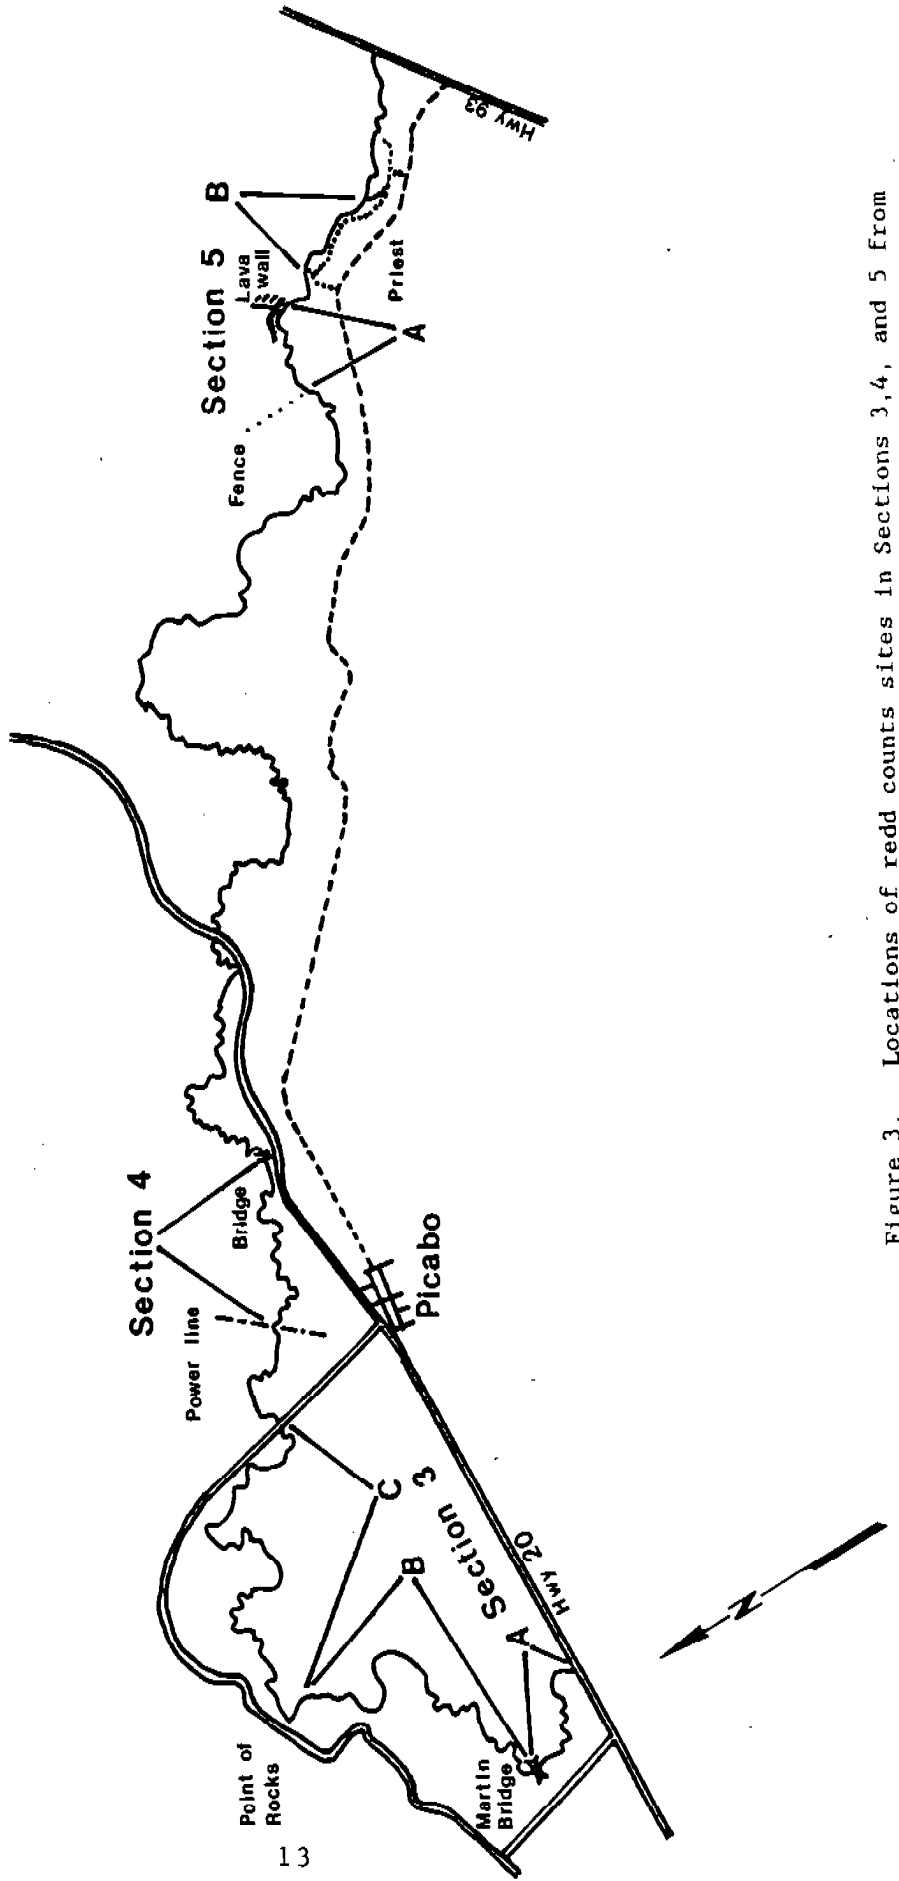 Section 4
Power line
Bridge
Point of
Rocks
C
B
Section 3
A
Hwy 20
Martin
Bridge
Picabo
N
Section 5
Lava
wall
B
A
Fence
Priest
Hwy 93
Figure 3. Locations of redd counts sites in Sections 3,4, and 5 from
13